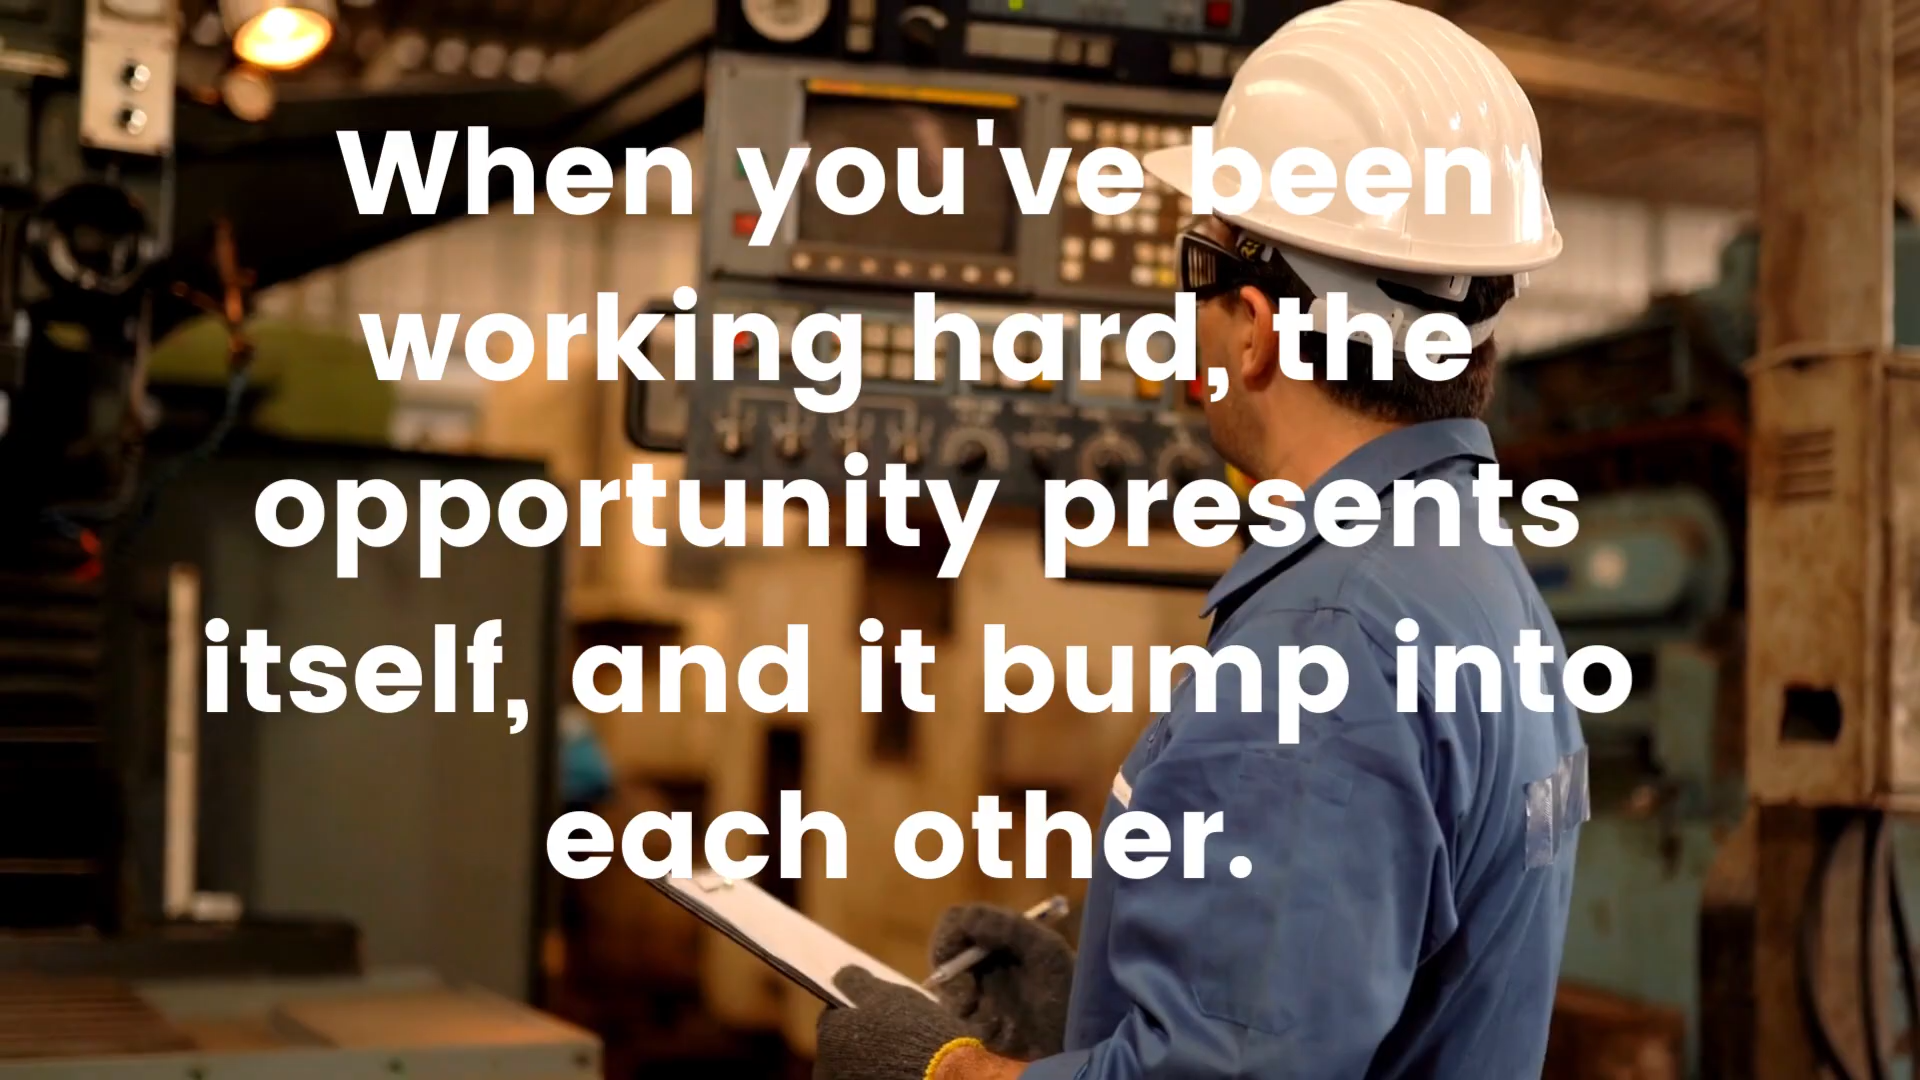 When you've been
working hard, the
opportunity presents
itself, and it bump into
each other.